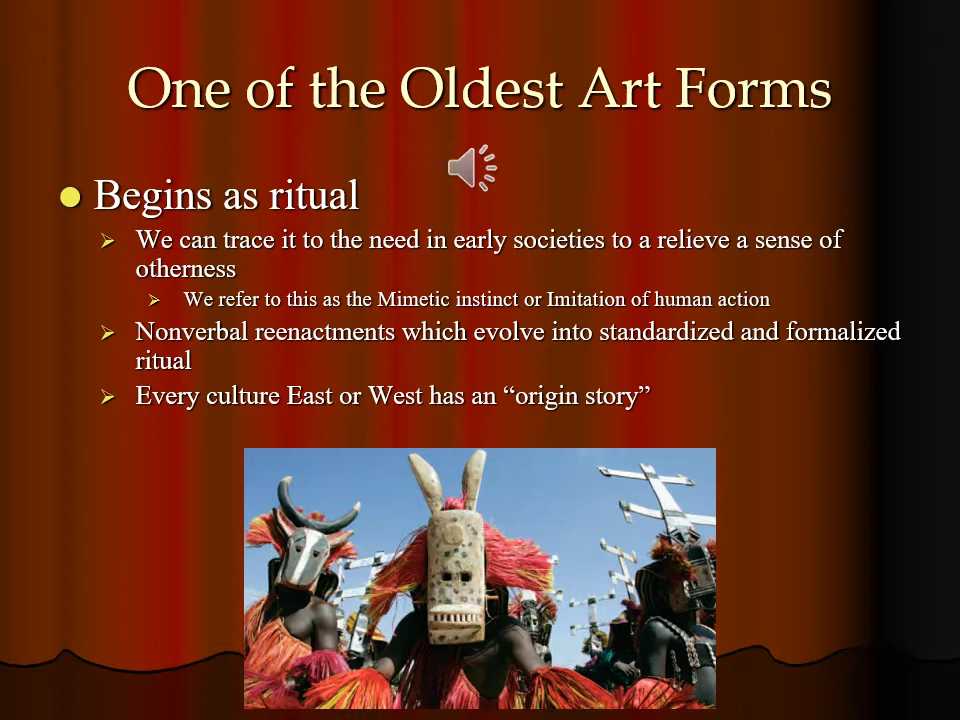 One of the Oldest Art Forms
Begins as ritual
We can trace it to the need in early societies to a relieve a sense of
otherness
We refer to this as the Mimetic instinct or Imitation of human action
Nonverbal reenactments which evolve into standardized and formalized
ritual
Every culture East or West has an “origin story”